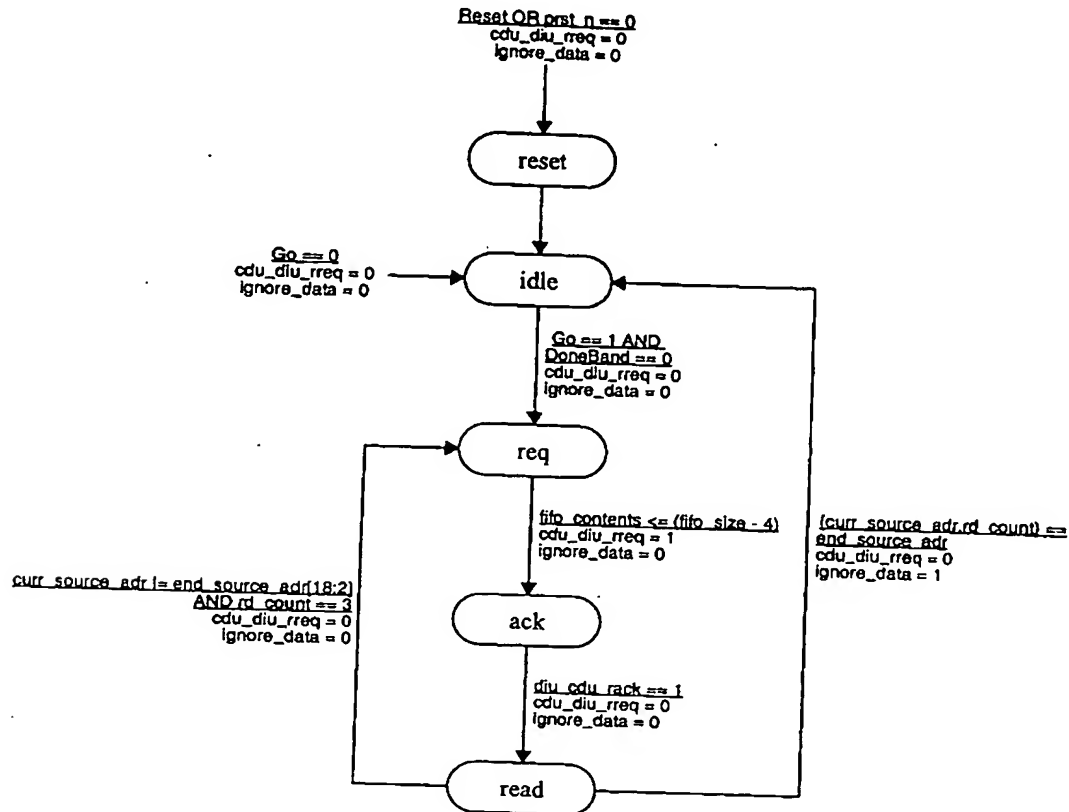 Reset OR prst_n == 0
cdu_diu_rreq = 0
ignore_data = 0
reset
Go == 0
cdu_diu_rreq = 0
ignore_data = 0
idle
Go == 1 AND
DoneBand == 0
cdu_diu_rreq = 0
ignore_data = 0
req
fifo_contents <= (fifo_size - 4)
cdu_diu_rreq = 1
ignore_data = 0
(curr_source_adr,rd_count) ==
end_source_adr
cdu_diu_rreq = 0
ignore_data = 1
curr_source_adr != end_source_adr[18:2]
AND rd_count == 3
cdu_diu_rreq = 0
ignore_data = 0
ack
diu_cdu_rack == 1
cdu_diu_rreq = 0
ignore_data = 0
read